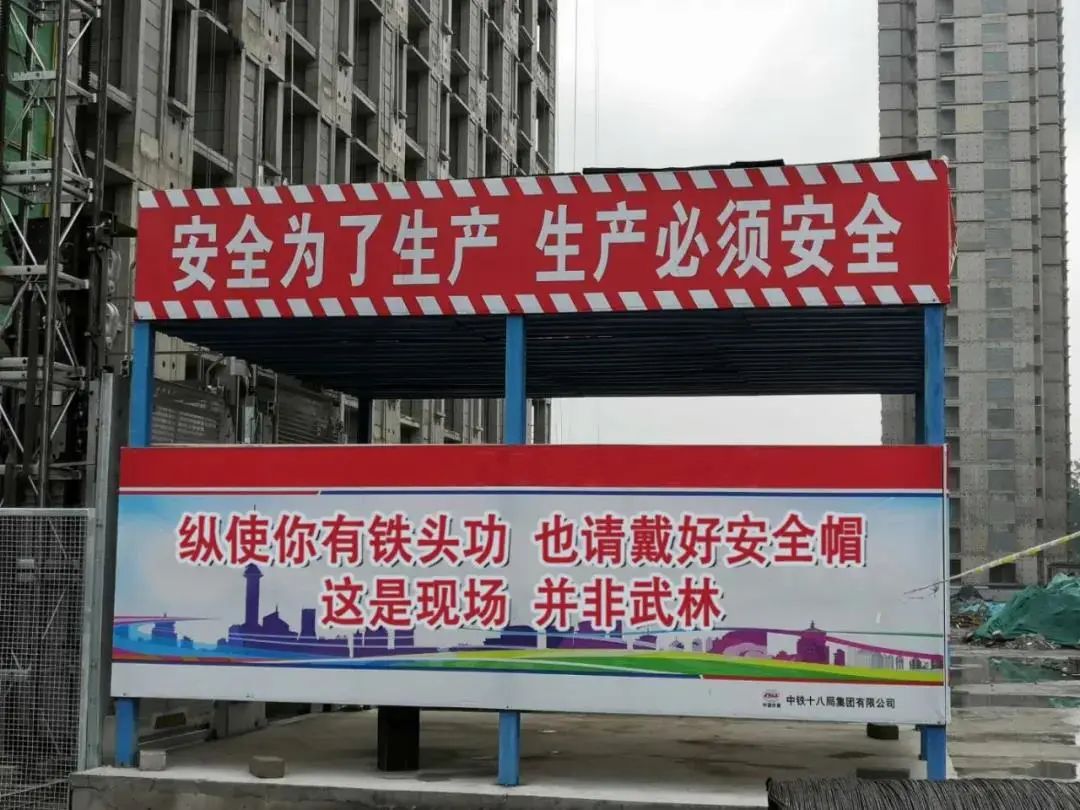 安全为了生产 生产必须安全
纵使你有铁头功 也请戴好安全帽
这是现场 并非武林
中铁十八局集团有限公司